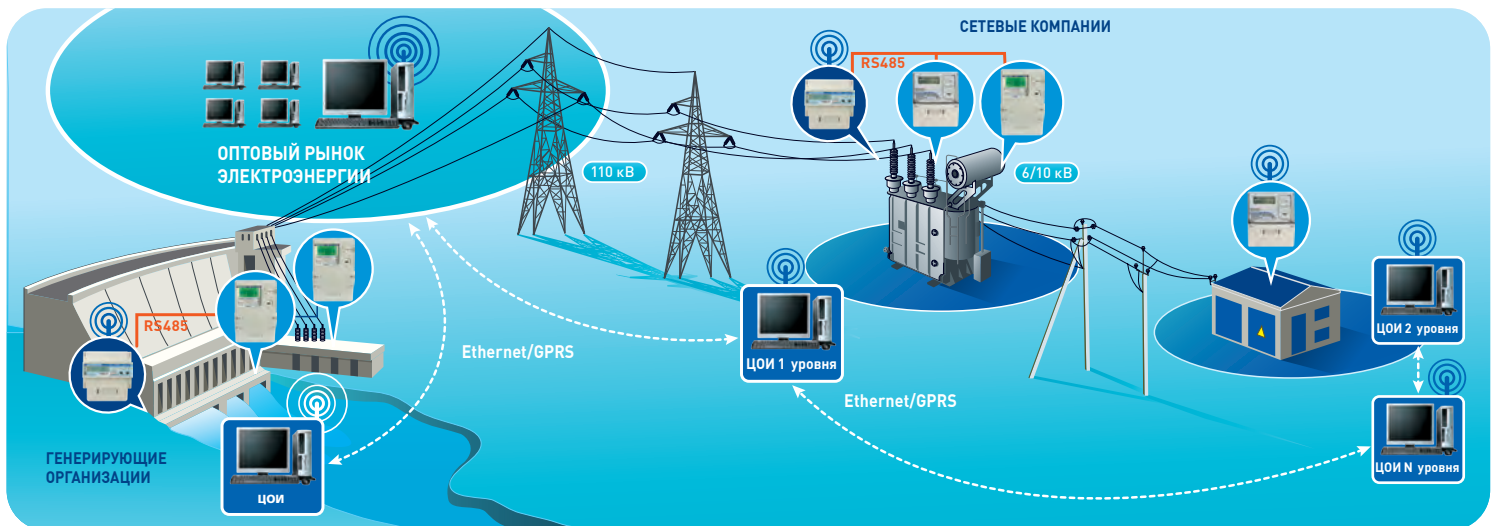 СЕТЕВЫЕ КОМПАНИИ
RS485
ОПТОВЫЙ РЫНОК
ЭЛЕКТРОЭНЕРГИИ
110 кВ
6/10 кВ
RS485
Ethernet/GPRS
ЦОИ 1 уровня
ЦОИ 2 уровня
Ethernet/GPRS
ГЕНЕРИРУЮЩИЕ
ОРГАНИЗАЦИИ
ЦОИ
ЦОИ N уровня